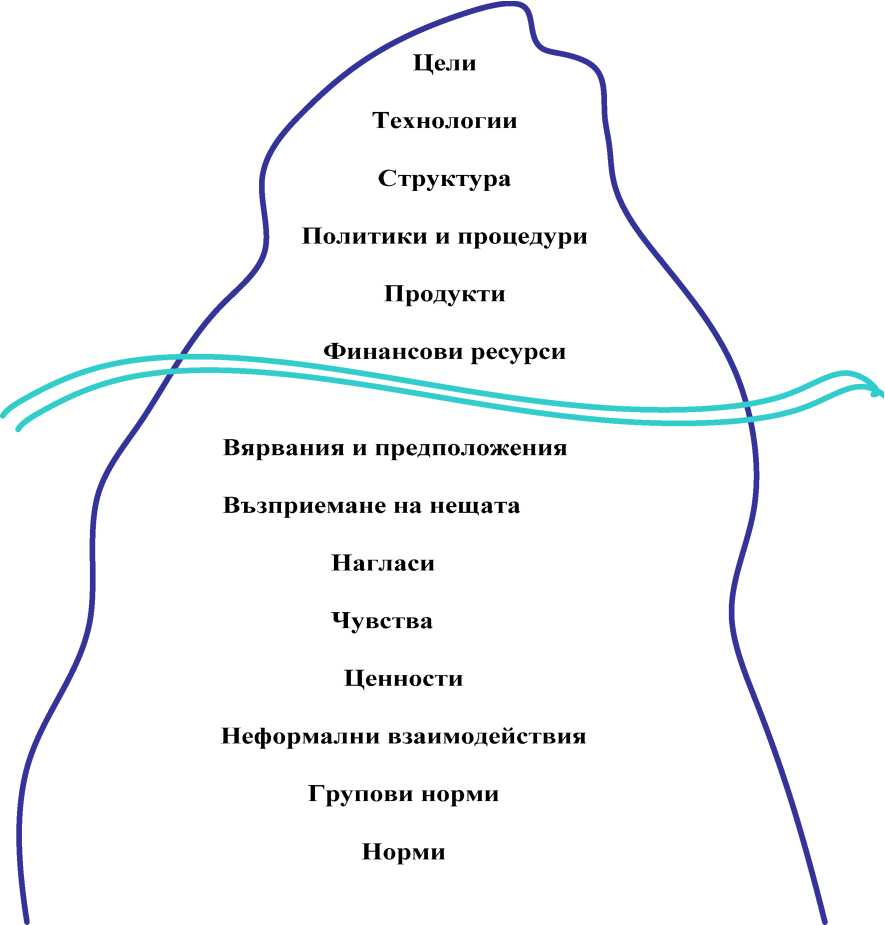 Цели
Технологии
Структура
Политики и процедури
Продукти
Финансови ресурси
Вярвания и предположения
Възприемане на нещата
Нагласи
Чувства
Ценности
Неформални взаимодействия
Групови норми
Норми